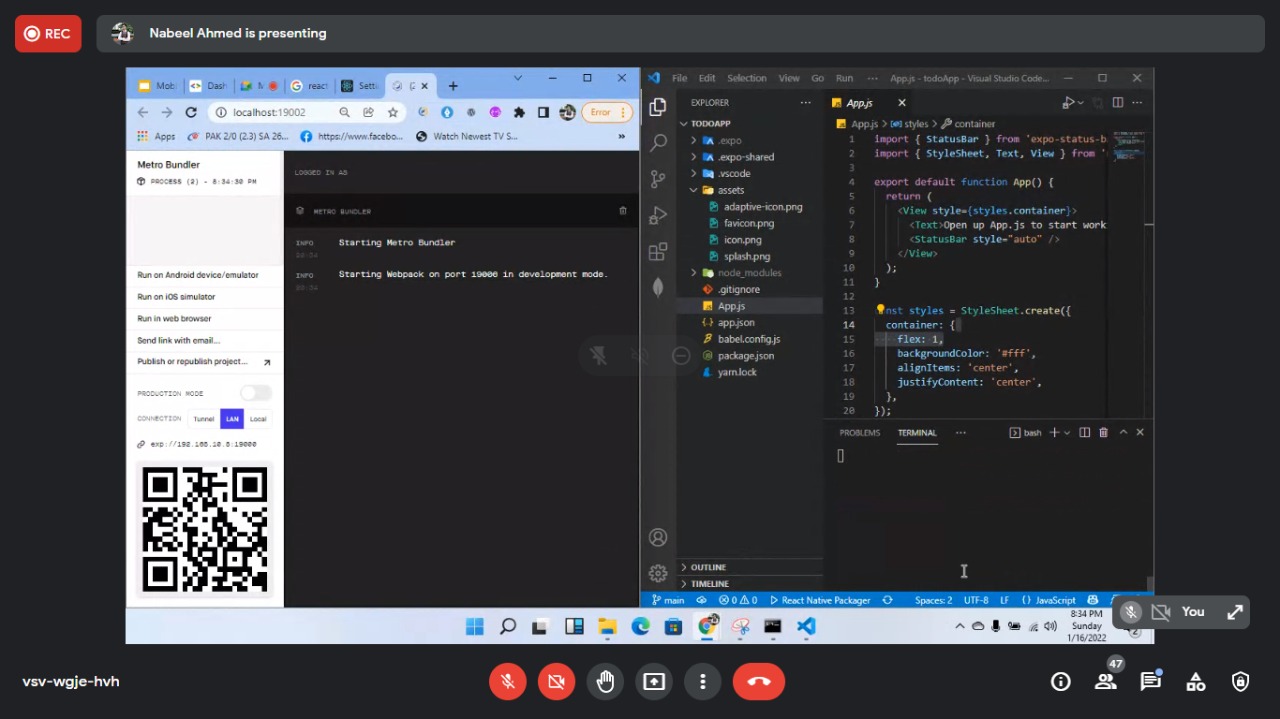 REC
Nabeel Ahmed is presenting
Mob
Dash
M
react
Setti
localhost:19002
Error
Apps
PAK 2/0 (2.3) SA 26...
https://www.facebo...
Watch Newest TV S...
»
Metro Bundler
PROCESS (2) - 8:34:30 PM
Run on Android device/emulator
Run on iOS simulator
Run in web browser
Send link with email…
Publish or republish project…
PRODUCTION MODE
CONNECTION Tunnel LAN Local
exp://192.168.10.5:19000
LOGGED IN AS
METRO BUNDLER
INFO Starting Metro Bundler
20:34
INFO Starting Webpack on port 19006 in development mode.
20:34
File Edit Selection View Go Run ··· App.js - todoApp - Visual Studio Code...
EXPLORER ···
TODOAPP
.expo
.expo-shared
.vscode
assets
adaptive-icon.png
favicon.png
icon.png
splash.png
node_modules
.gitignore
App.js
app.json
babel.config.js
package.json
yarn.lock
OUTLINE
TIMELINE
App.js
App.js > styles > container
1 import { StatusBar } from 'expo-status-b
2 import { StyleSheet, Text, View } from '
3
4 export default function App() {
5 return (
6 <View style={styles.container}>
7 <Text>Open up App.js to start work
8 <StatusBar style="auto" />
9 </View>
10 );
11 }
12
13 nst styles = StyleSheet.create({
14 container: {
15 flex: 1,
16 backgroundColor: '#fff',
17 alignItems: 'center',
18 justifyContent: 'center',
19 },
20 });
PROBLEMS TERMINAL ··· bash
main 0 0 React Native Packager Spaces: 2 UTF-8 LF {} JavaScript
8:34 PM
Sunday
1/16/2022
2
You
vsv-wgje-hvh
47